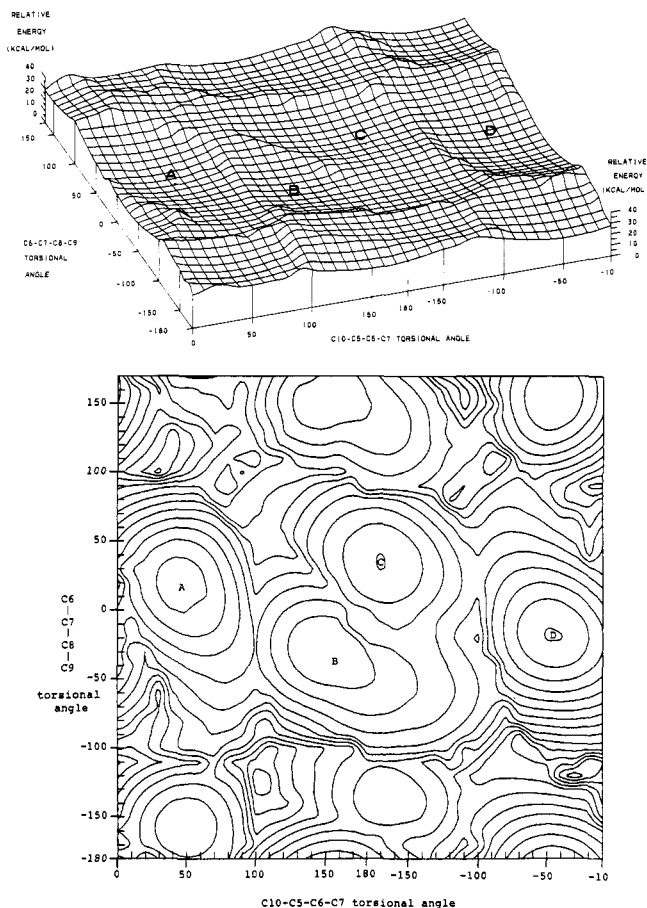 RELATIVE
ENERGY
(KCAL/MOL)
40
30
20
10
0
150
100
50
0
-50
-100
-150
-180
C6-C7-C8-C9
TORSIONAL
ANGLE
A
B
C
D
RELATIVE
ENERGY
(KCAL/MOL)
40
30
20
10
0
0
50
100
150
180
-150
-100
-50
-10
C10-C5-C6-C7 TORSIONAL ANGLE
150
100
50
0
-50
-100
-150
-180
C6
C7
C8
C9
torsional
angle
A
B
C
D
0
50
100
150
180
-150
-100
-50
-10
C10-C5-C6-C7 torsional angle